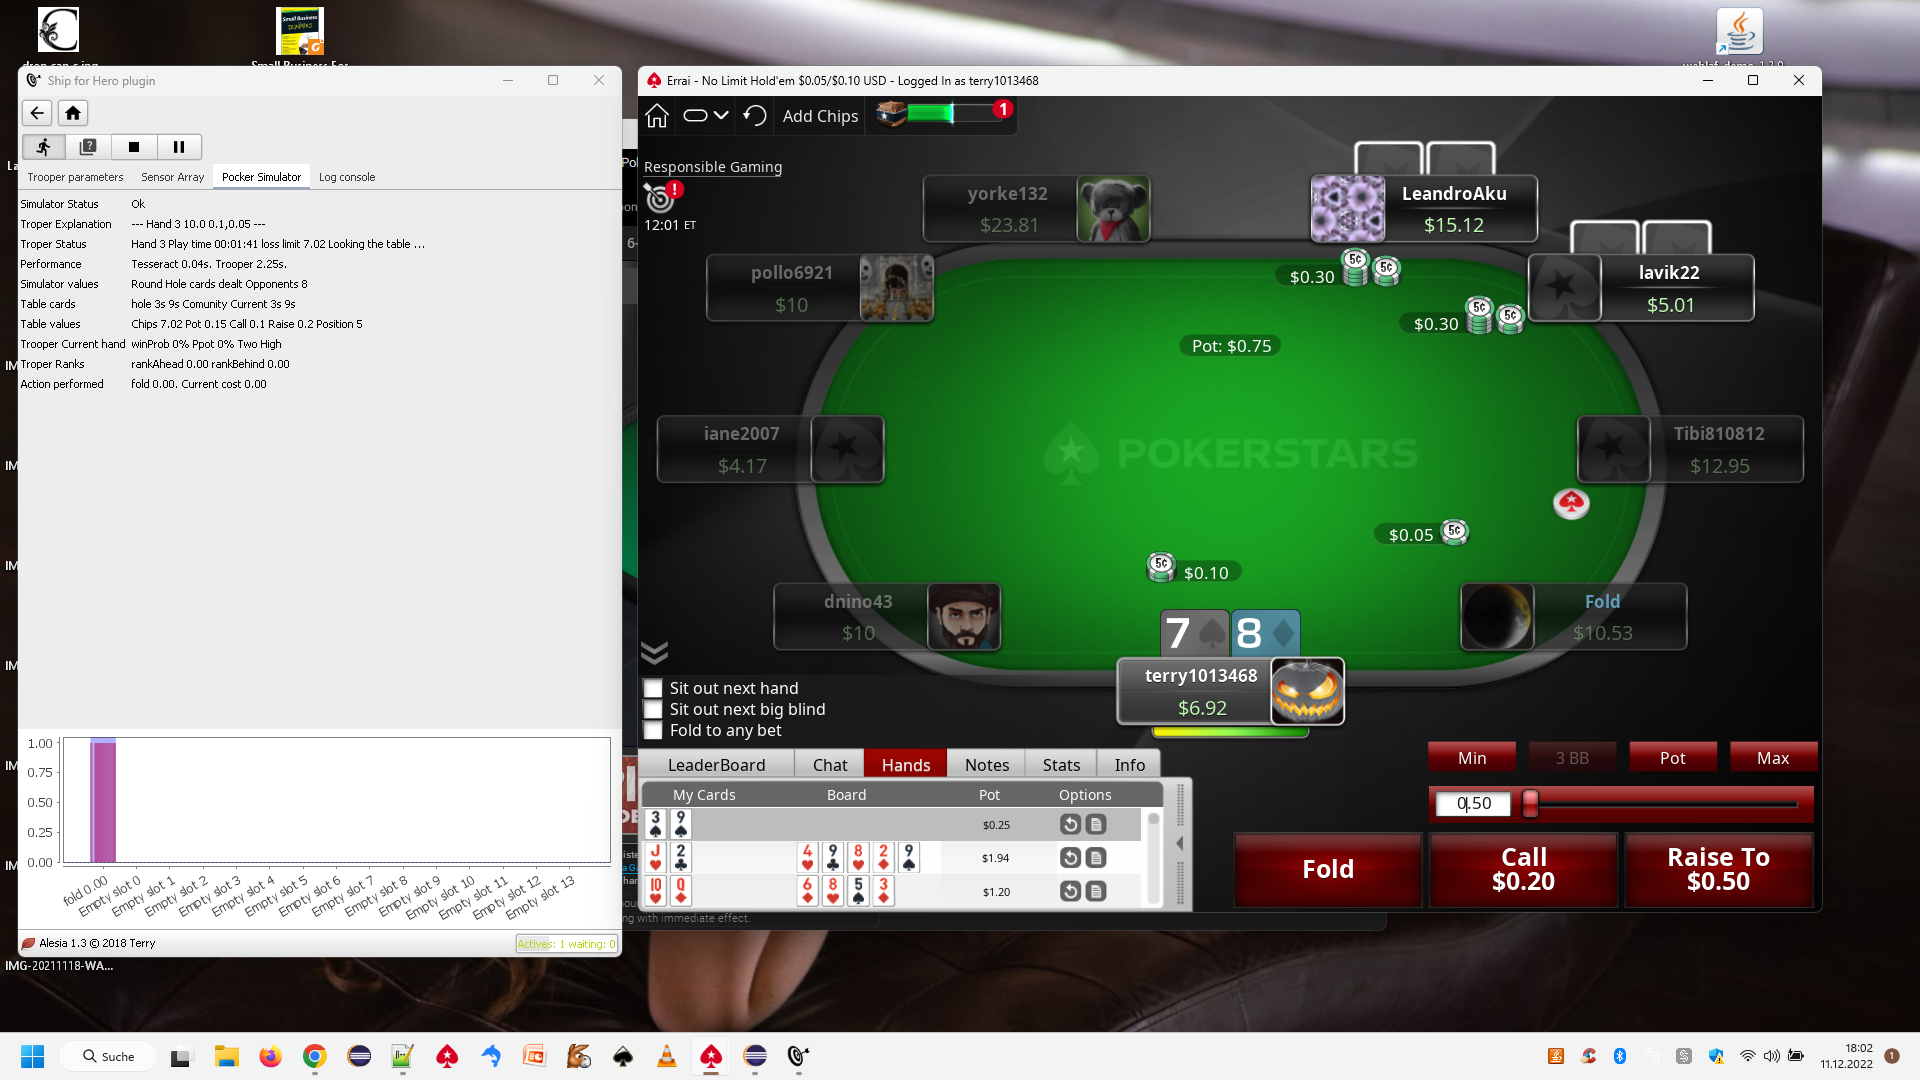 Ship for Hero plugin
Trooper parameters
Sensor Array
Pocker Simulator
Log console
Simulator Status Ok
Troper Explanation --- Hand 3 10.0 0.1,0.05 ---
Troper Status Hand 3 Play time 00:01:41 loss limit 7.02 Looking the table ...
Performance Tesseract 0.04s. Trooper 2.25s.
Simulator values Round Hole cards dealt Opponents 8
Table cards hole 3s 9s Comunity Current 3s 9s
Table values Chips 7.02 Pot 0.15 Call 0.1 Raise 0.2 Position 5
Trooper Current hand winProb 0% Ppot 0% Two High
Troper Ranks rankAhead 0.00 rankBehind 0.00
Action performed fold 0.00. Current cost 0.00
1.00
0.75
0.50
0.25
0.00
fold 0.00
Empty slot 0
Empty slot 1
Empty slot 2
Empty slot 3
Empty slot 4
Empty slot 5
Empty slot 6
Empty slot 7
Empty slot 8
Empty slot 9
Empty slot 10
Empty slot 11
Empty slot 12
Empty slot 13
Alesia 1.3 © 2018 Terry
Actives: 1 waiting: 0
IMG-20211118-WA...
Errai - No Limit Hold'em $0.05/$0.10 USD - Logged In as terry1013468
Add Chips
1
Responsible Gaming
!
12:01 ET
yorke132
$23.81
LeandroAku
$15.12
pollo6921
$10
lavik22
$5.01
$0.30
5¢
5¢
$0.30
5¢
5¢
Pot: $0.75
iane2007
$4.17
POKERSTARS
Tibi810812
$12.95
$0.05
5¢
5¢
$0.10
dnino43
$10
7
8
Fold
$10.53
terry1013468
$6.92
Sit out next hand
Sit out next big blind
Fold to any bet
LeaderBoard
Chat
Hands
Notes
Stats
Info
My Cards Board Pot Options
3 9 $0.25
J 2 4 9 8 2 9 $1.94
10 Q 6 8 5 3 $1.20
ng with immediate effect.
Min
3 BB
Pot
Max
0.50
Fold
Call
$0.20
Raise To
$0.50
Suche
18:02
11.12.2022
1